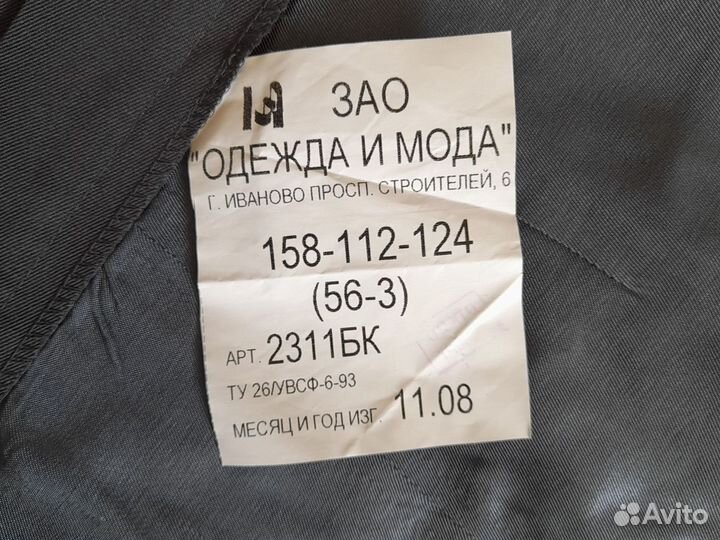 ЗАО
"ОДЕЖДА И МОДА"
Г. ИВАНОВО ПРОСП. СТРОИТЕЛЕЙ, 6
158-112-124
(56-3)
АРТ. 2311БК
ТУ 26/УВСФ-6-93
МЕСЯЦ И ГОД ИЗГ. 11.08
Avito